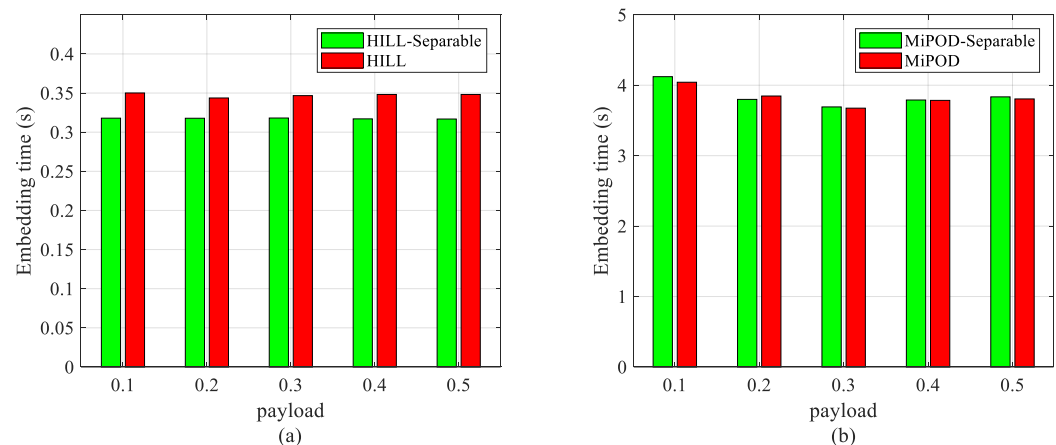 0.4
0.35
0.3
0.25
0.2
0.15
0.1
0.05
0
Embedding time (s)
HILL-Separable
HILL
0.1 0.2 0.3 0.4 0.5
payload
(a)
5
4
3
2
1
0
Embedding time (s)
MiPOD-Separable
MiPOD
0.1 0.2 0.3 0.4 0.5
payload
(b)